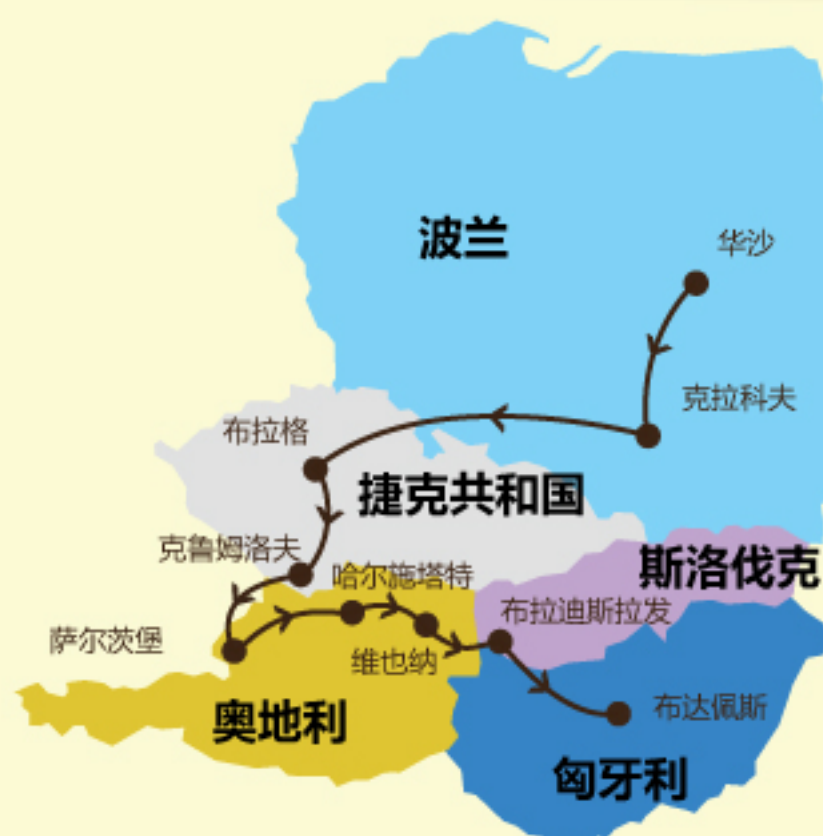 波兰
华沙
克拉科夫
布拉格
捷克共和国
克鲁姆洛夫
哈尔施塔特
斯洛伐克
布拉迪斯拉发
萨尔茨堡
维也纳
奥地利
布达佩斯
匈牙利